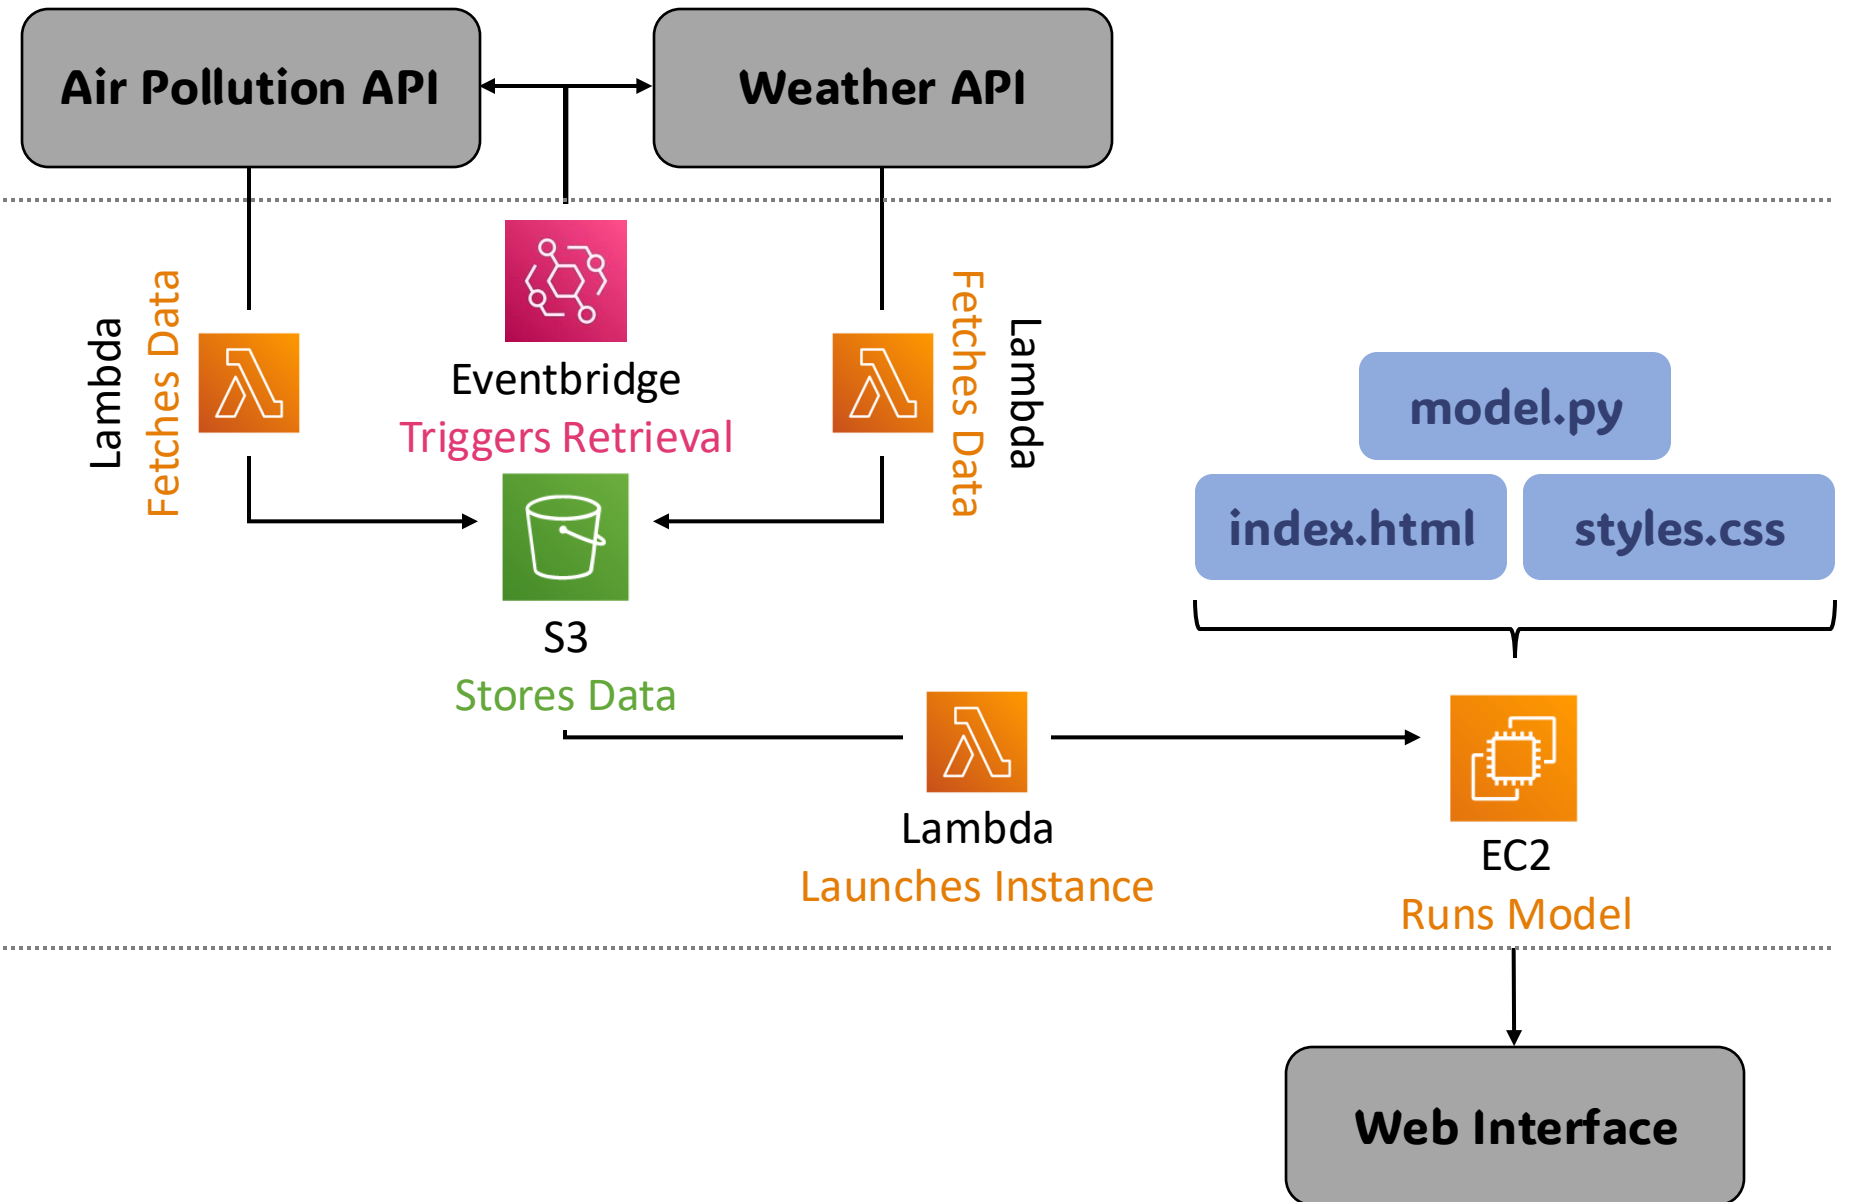 Air Pollution API
Weather API
Lambda
Fetches Data
Eventbridge
Triggers Retrieval
Fetches Data
Lambda
model.py
index.html
styles.css
S3
Stores Data
Lambda
Launches Instance
EC2
Runs Model
Web Interface